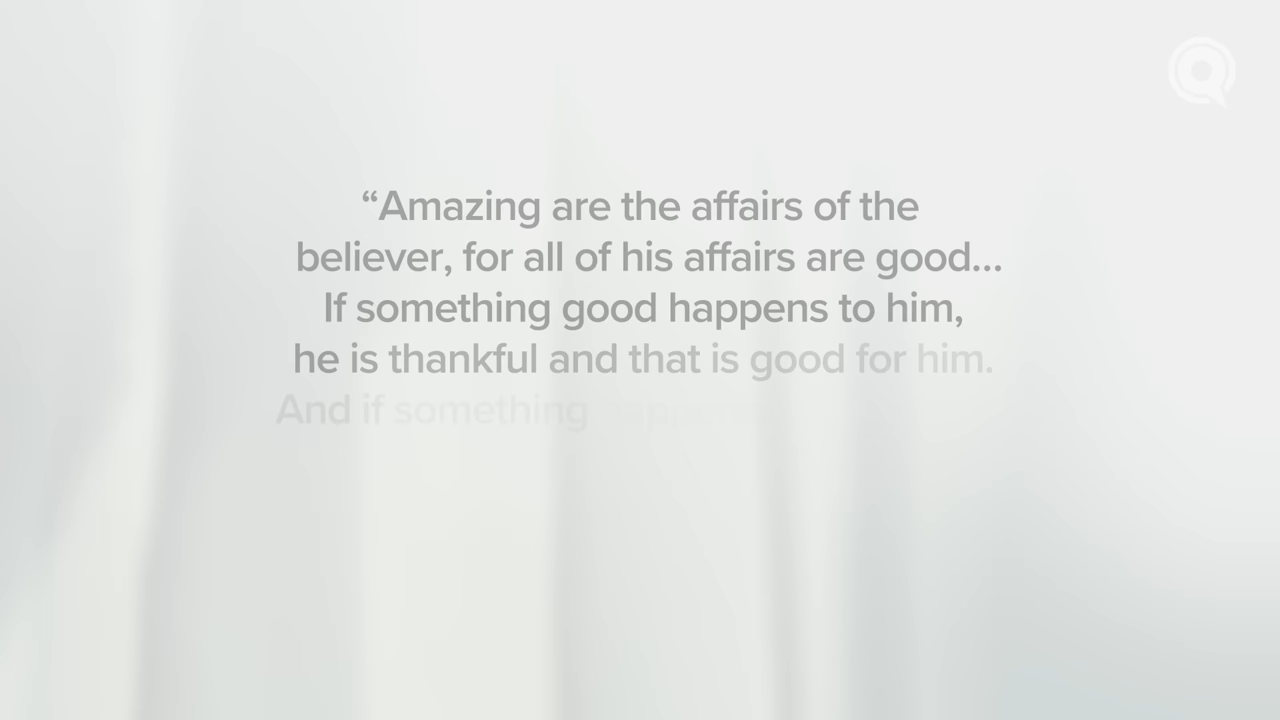 “Amazing are the affairs of the
believer, for all of his affairs are good...
If something good happens to him,
he is thankful and that is good for him.
And if something